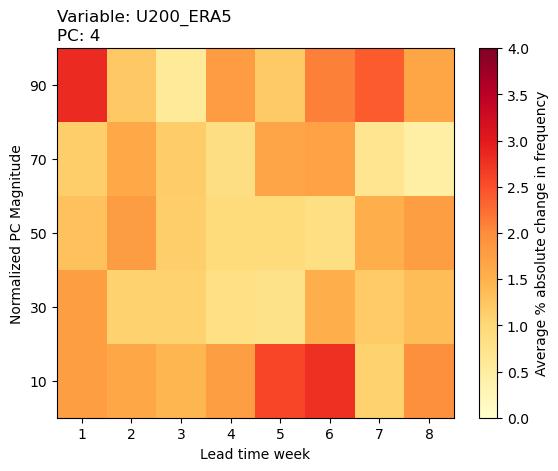 Variable: U200_ERA5
PC: 4
90
70
50
30
10
Normalized PC Magnitude
1 2 3 4 5 6 7 8
Lead time week
4.0
3.5
3.0
2.5
2.0
1.5
1.0
0.5
0.0
Average % absolute change in frequency